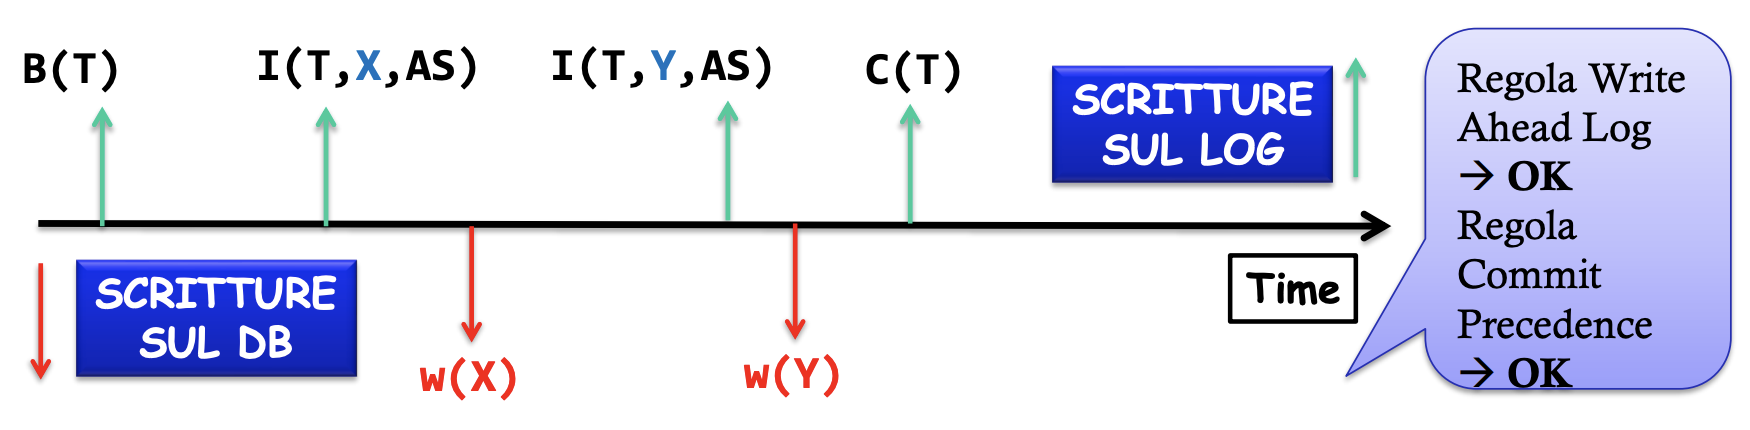 B(T)
I(T,X,AS)
I(T,Y,AS)
C(T)
SCRITTURE
SUL LOG
Regola Write
Ahead Log
→ OK
Regola
Commit
Precedence
→ OK
SCRITTURE
SUL DB
w(X)
w(Y)
Time